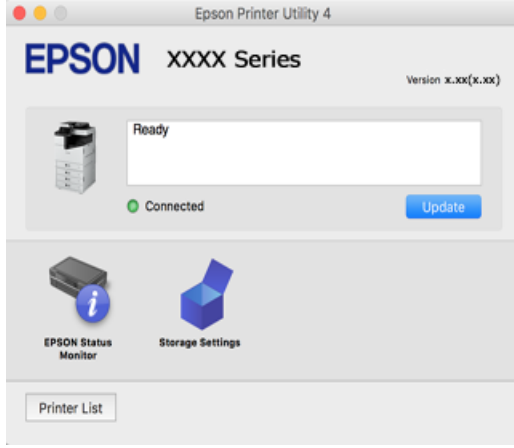 Epson Printer Utility 4
EPSON XXXX Series
Version x.xx(x.xx)
Ready
Connected
Update
EPSON Status
Monitor
Storage Settings
Printer List